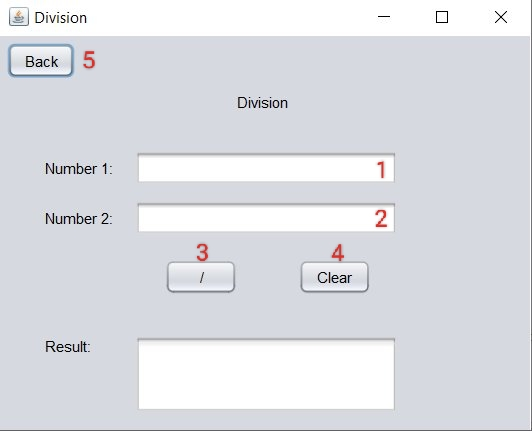 Division
Back 5
Division
Number 1: 1
Number 2: 2
3 4
/ Clear
Result: